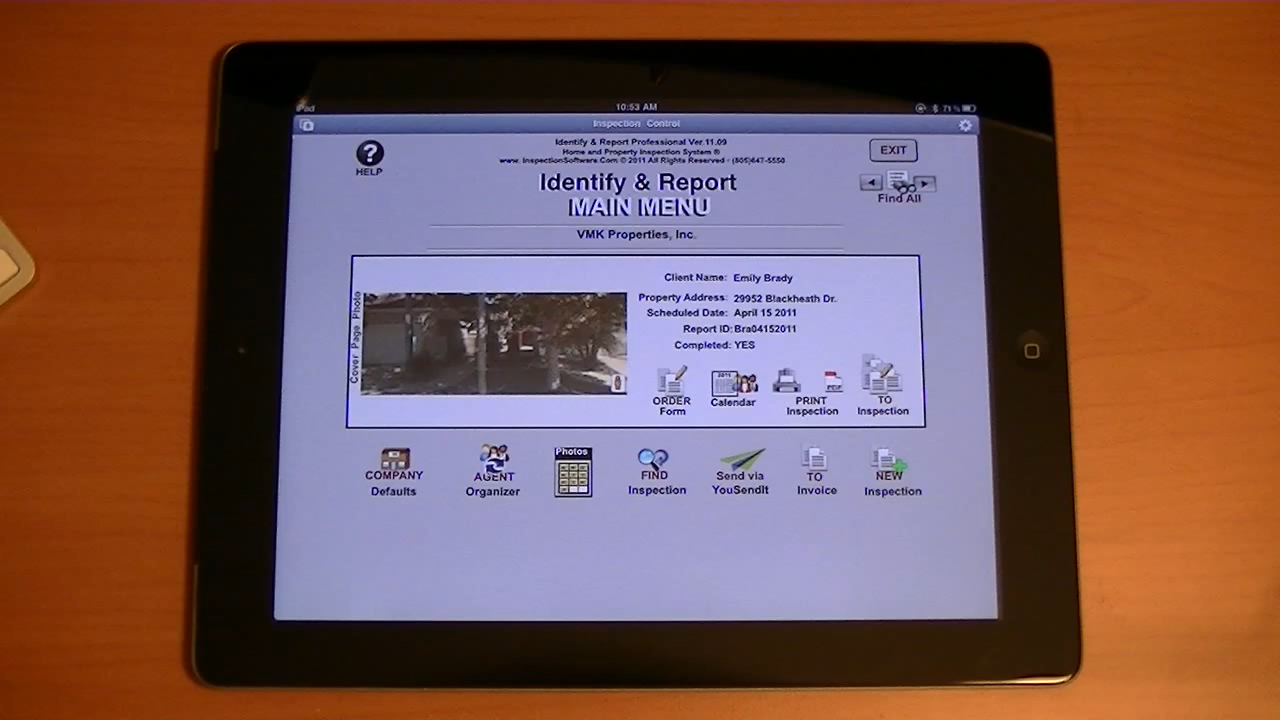 iPad
10:53 AM
71%
Inspection Control
HELP
Identify & Report Professional Ver.11.09
Home and Property Inspection System ®
www. InspectionSoftware.Com © 2011 All Rights Reserved - (805)647-5550
EXIT
Identify & Report
MAIN MENU
Find All
VMK Properties, Inc.
Cover Page Photo
Client Name: Emily Brady
Property Address: 29952 Blackheath Dr.
Scheduled Date: April 15 2011
Report ID: Bra04152011
Completed: YES
2011
PDF
ORDER
Form
Calendar
PRINT
Inspection
TO
Inspection
COMPANY
Defaults
AGENT
Organizer
Photos
FIND
Inspection
Send via
YouSendIt
TO
Invoice
NEW
Inspection